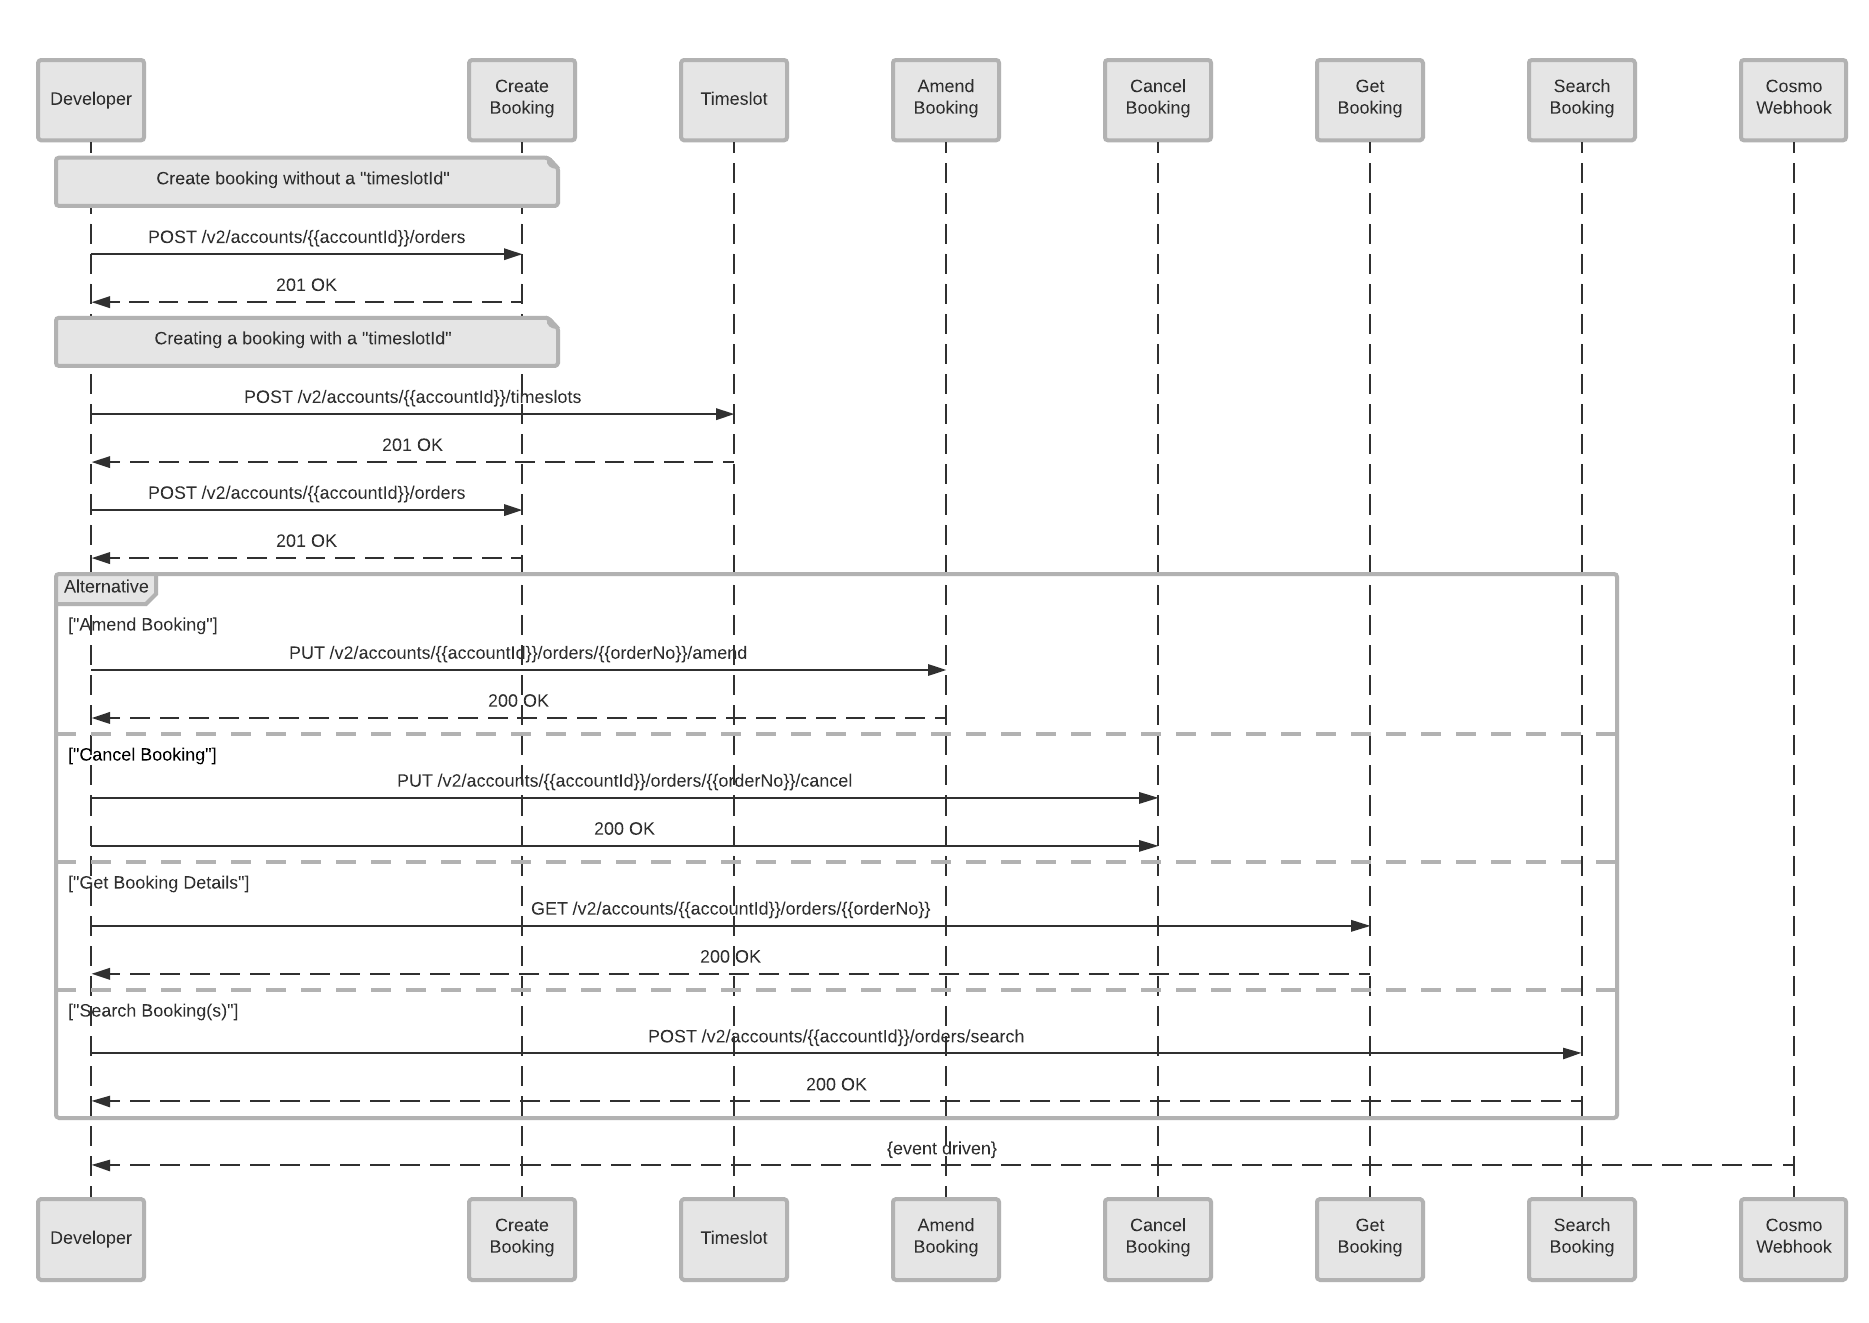 Developer
Create
Booking
Timeslot
Amend
Booking
Cancel
Booking
Get
Booking
Search
Booking
Cosmo
Webhook
Create booking without a "timeslotId"
POST /v2/accounts/{{accountId}}/orders
201 OK
Creating a booking with a "timeslotId"
POST /v2/accounts/{{accountId}}/timeslots
201 OK
POST /v2/accounts/{{accountId}}/orders
201 OK
Alternative
["Amend Booking"]
PUT /v2/accounts/{{accountId}}/orders/{{orderNo}}/amend
200 OK
["Cancel Booking"]
PUT /v2/accounts/{{accountId}}/orders/{{orderNo}}/cancel
200 OK
["Get Booking Details"]
GET /v2/accounts/{{accountId}}/orders/{{orderNo}}
200 OK
["Search Booking(s)"]
POST /v2/accounts/{{accountId}}/orders/search
200 OK
{event driven}
Developer
Create
Booking
Timeslot
Amend
Booking
Cancel
Booking
Get
Booking
Search
Booking
Cosmo
Webhook